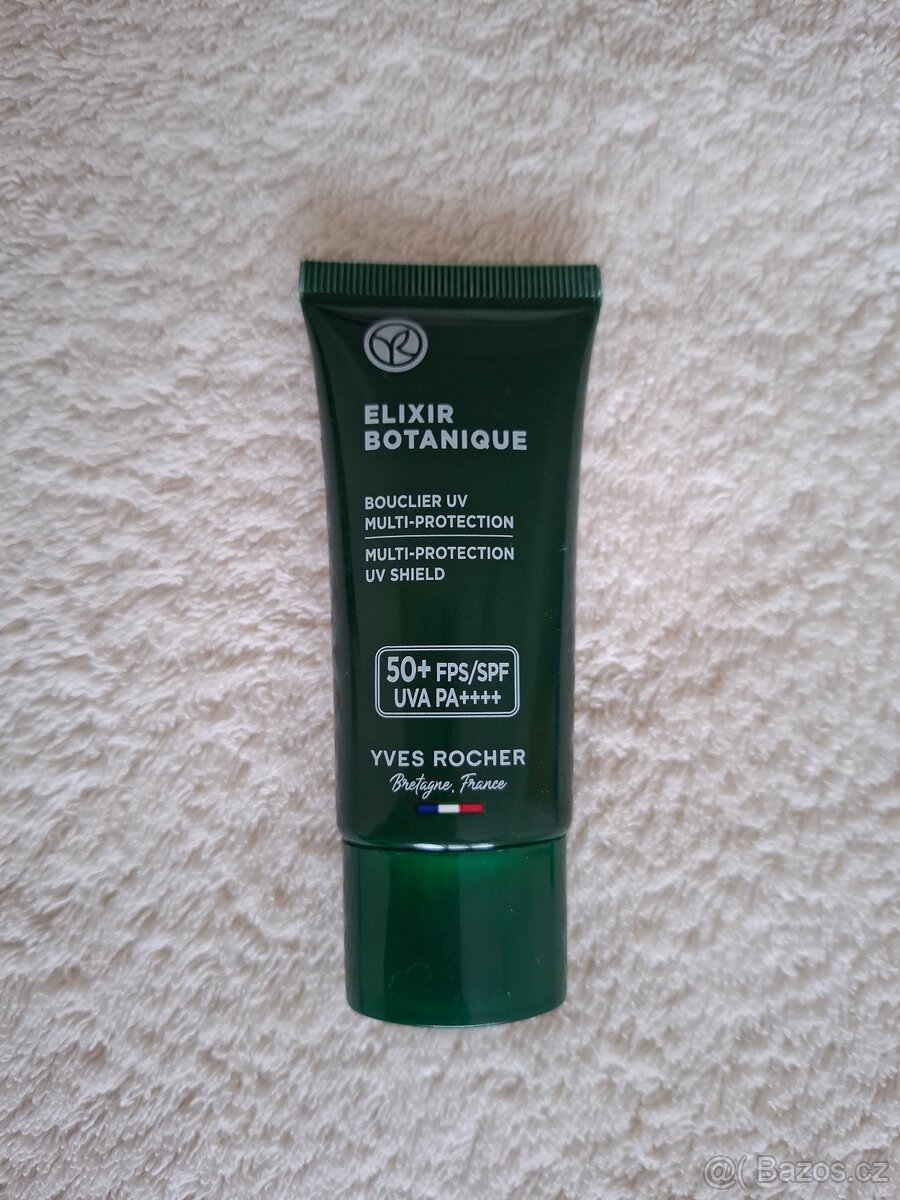 ELIXIR
BOTANIQUE
BOUCLIER UV
MULTI-PROTECTION
MULTI-PROTECTION
UV SHIELD
50+ FPS/SPF
UVA PA++++
YVES ROCHER
Bretagne, France
@( Bazos.cz